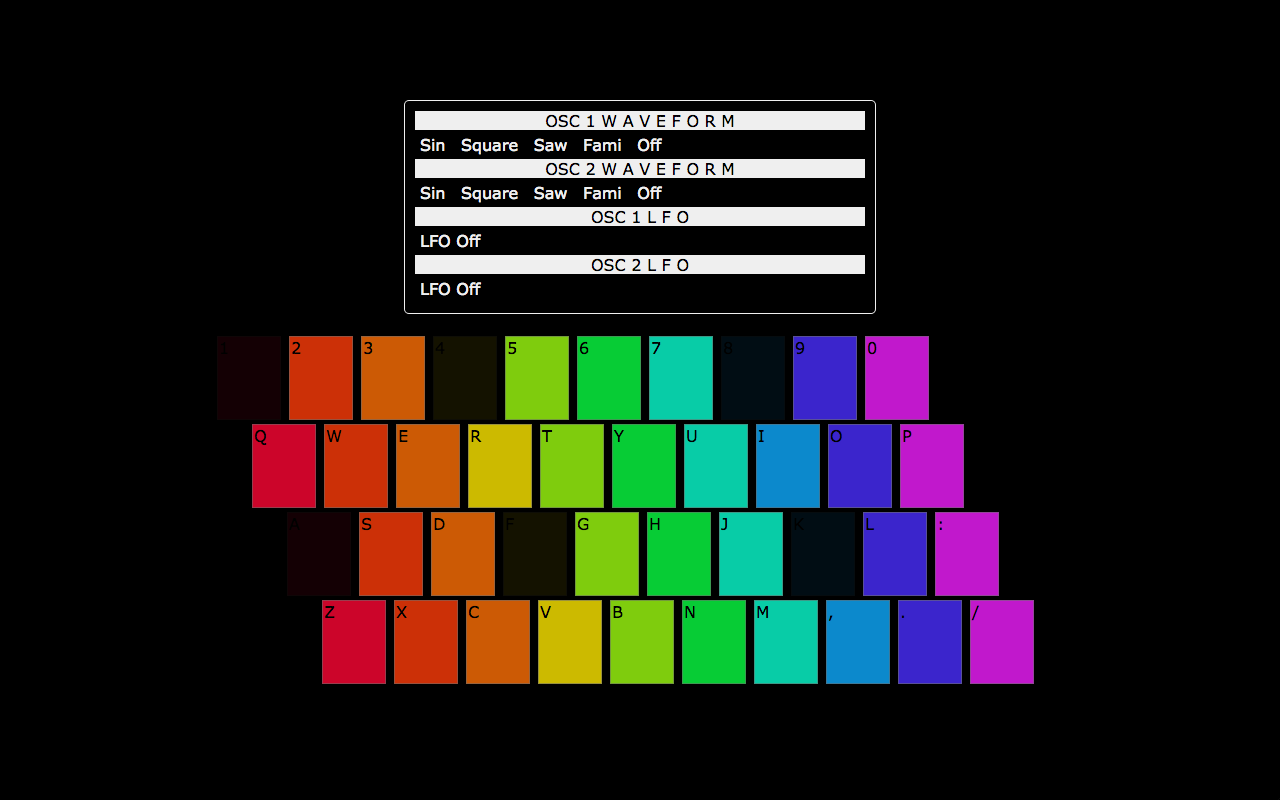 OSC 1 W A V E F O R M
Sin Square Saw Fami Off
OSC 2 W A V E F O R M
Sin Square Saw Fami Off
OSC 1 L F O
LFO Off
OSC 2 L F O
LFO Off
1 2 3 4 5 6 7 8 9 0
Q W E R T Y U I O P
A S D F G H J K L :
Z X C V B N M , . /